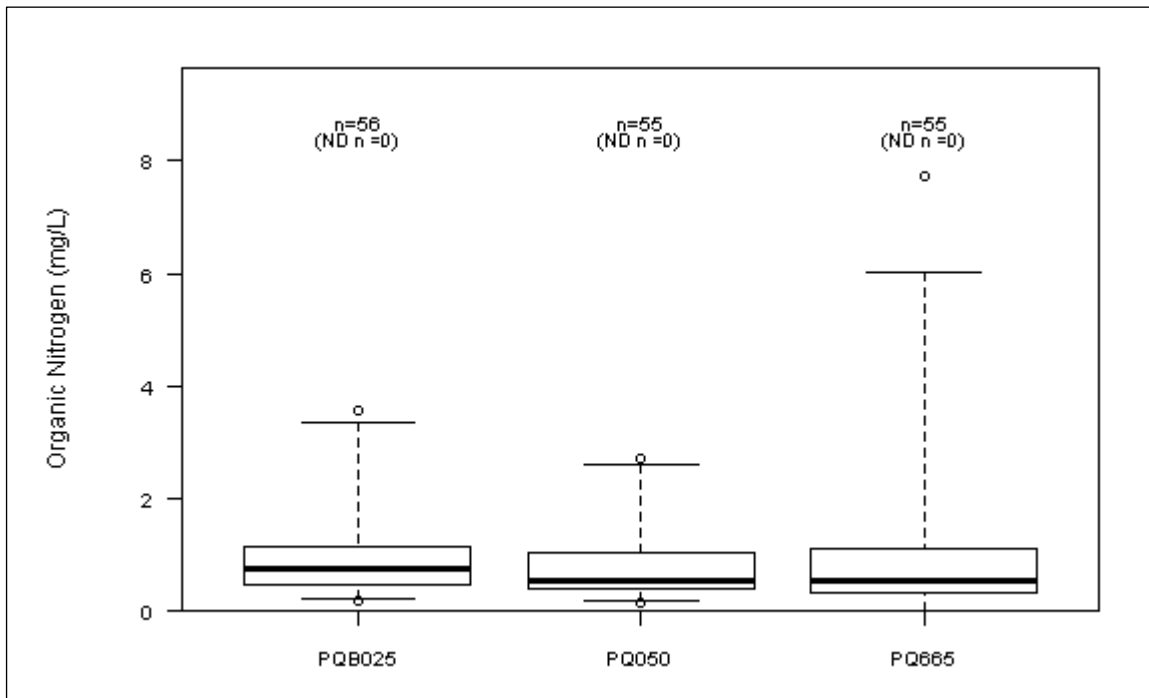 n=56 n=55 n=55
(ND n =0) (ND n =0) (ND n =0)
8
6
4
2
0
Organic Nitrogen (mg/L)
PQB025 PQ050 PQ665